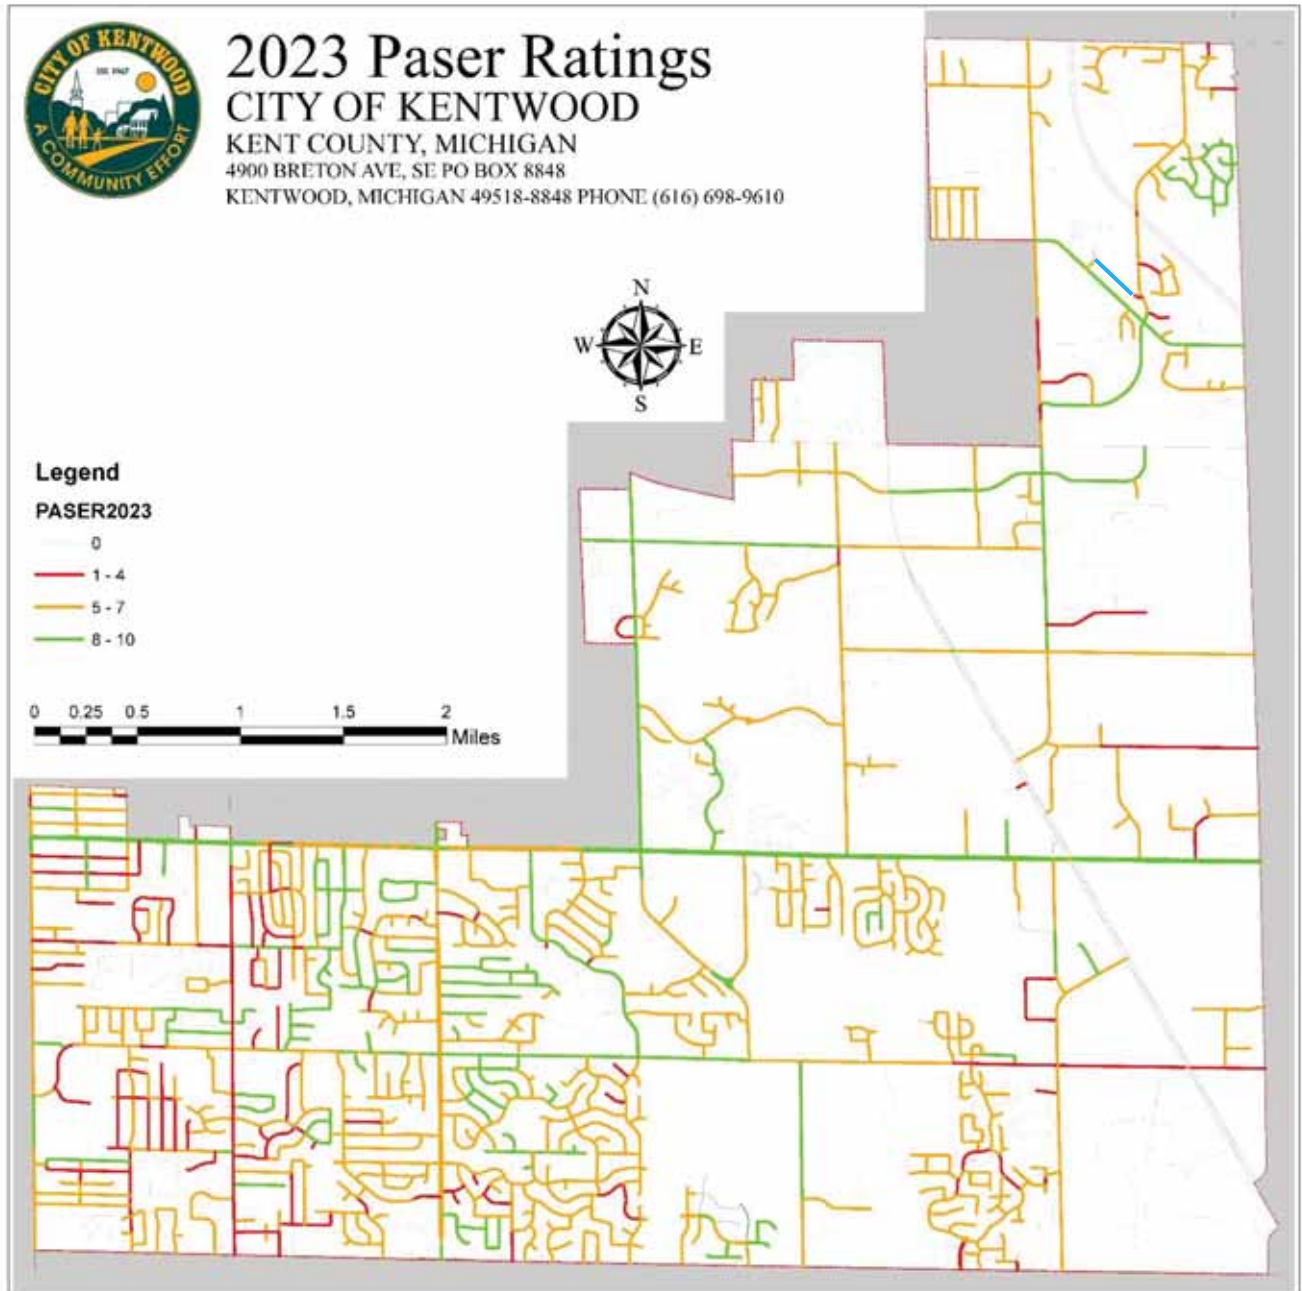 CITY OF KENTWOOD
EST. 1967
A COMMUNITY EFFORT
2023 Paser Ratings
CITY OF KENTWOOD
KENT COUNTY, MICHIGAN
4900 BRETON AVE, SE PO BOX 8848
KENTWOOD, MICHIGAN 49518-8848 PHONE (616) 698-9610
N
W E
S
Legend
PASER2023
0
1 - 4
5 - 7
8 - 10
0 0.25 0.5 1 1.5 2
Miles